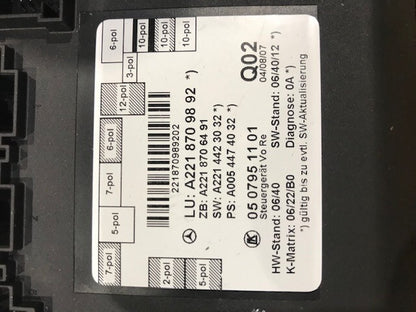 6-pol
10-pol
10-pol
10-pol
3-pol
12-pol
6-pol
7-pol
5-pol
7-pol
2-pol
5-pol
221870989202
LU: A221 870 98 92 *)
ZB: A221 870 64 91
SW: A221 442 30 32 *)
PS: A005 447 40 32 *)
Q02
04/08/07
05 0795 11 01
Steuergerät Vo Re
HW-Stand: 06/40
SW-Stand: 06/40/12 *)
K-Matrix: 06/22/B0
Diagnose: 0A *)
*) gültig bis zu evtl. SW-Aktualisierung